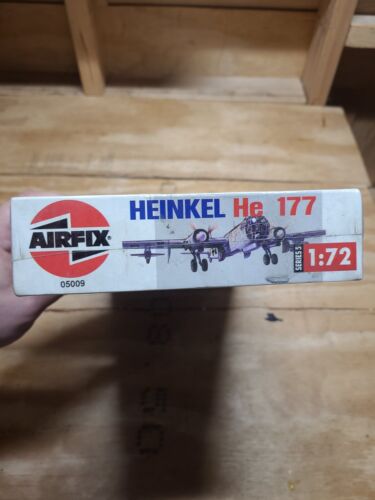 HEINKEL He 177
AIRFIX
05009
SERIES 5
1:72